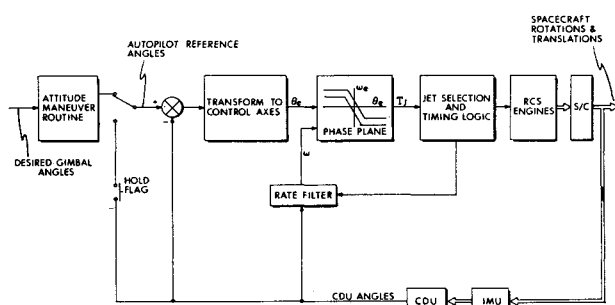 SPACECRAFT
ROTATIONS &
TRANSLATIONS
AUTOPILOT REFERENCE
ANGLES
ATTITUDE
MANEUVER
ROUTINE
+
-
TRANSFORM TO
CONTROL AXES
θe
ωe
θe
PHASE PLANE
Tj
JET SELECTION
AND
TIMING LOGIC
RCS
ENGINES
S/C
DESIRED GIMBAL
ANGLES
HOLD
FLAG
ω
RATE FILTER
CDU ANGLES
CDU
IMU